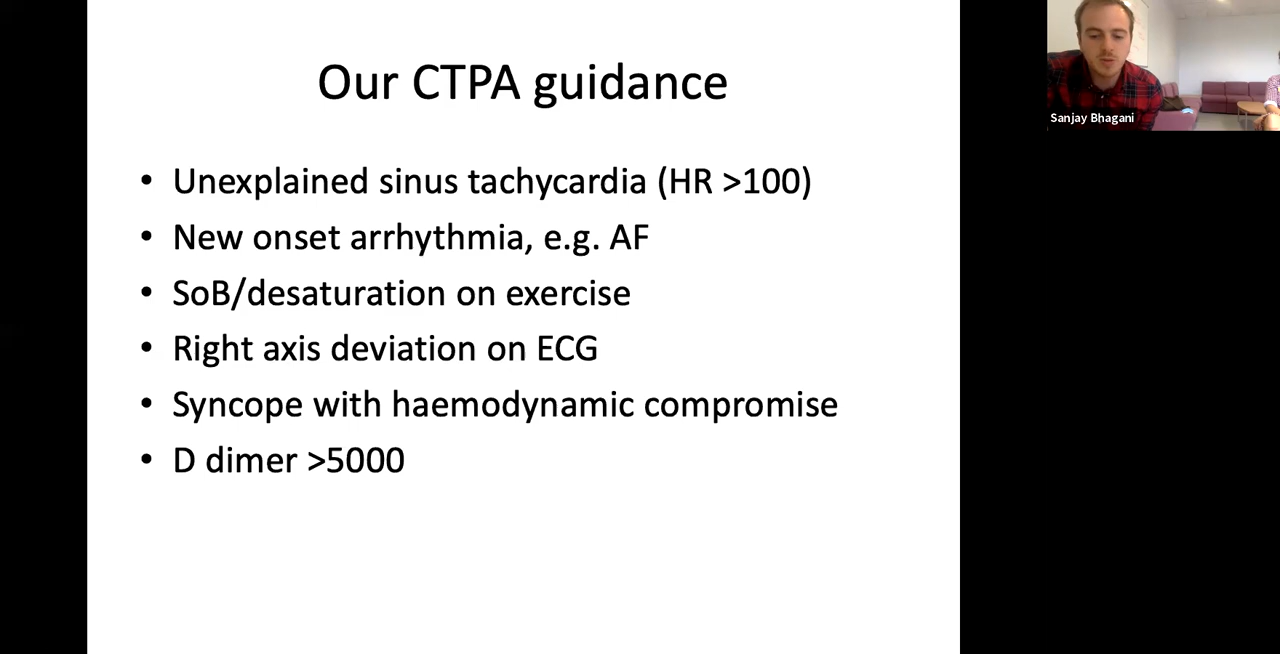 Our CTPA guidance
• Unexplained sinus tachycardia (HR >100)
• New onset arrhythmia, e.g. AF
• SoB/desaturation on exercise
• Right axis deviation on ECG
• Syncope with haemodynamic compromise
• D dimer >5000
Sanjay Bhagani